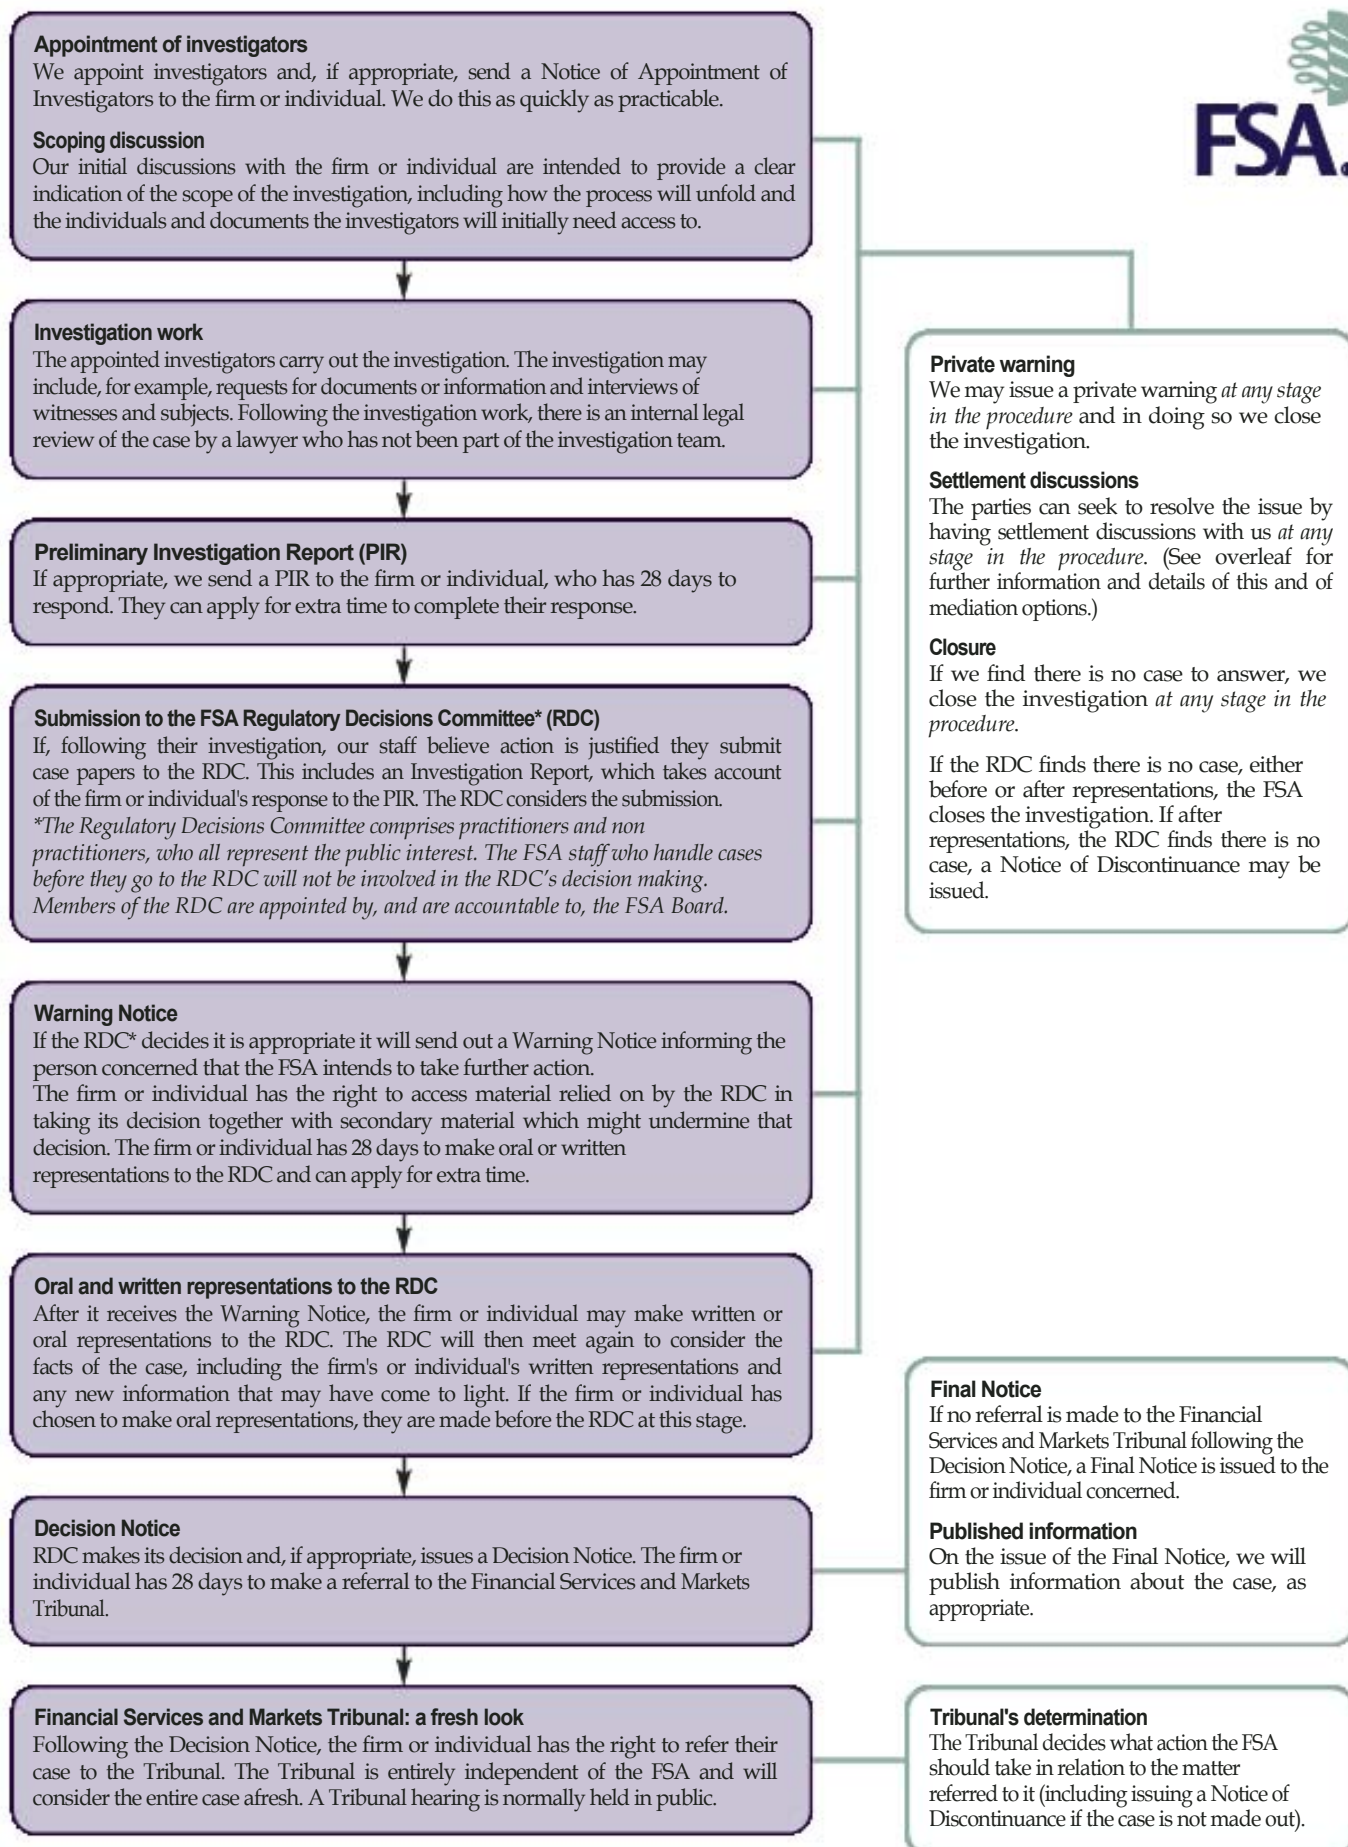 Appointment of investigators
We appoint investigators and, if appropriate, send a Notice of Appointment of
Investigators to the firm or individual. We do this as quickly as practicable.
Scoping discussion
Our initial discussions with the firm or individual are intended to provide a clear
indication of the scope of the investigation, including how the process will unfold and
the individuals and documents the investigators will initially need access to.
FSA
Investigation work
The appointed investigators carry out the investigation. The investigation may
include, for example, requests for documents or information and interviews of
witnesses and subjects. Following the investigation work, there is an internal legal
review of the case by a lawyer who has not been part of the investigation team.
Preliminary Investigation Report (PIR)
If appropriate, we send a PIR to the firm or individual, who has 28 days to
respond. They can apply for extra time to complete their response.
Submission to the FSA Regulatory Decisions Committee* (RDC)
If, following their investigation, our staff believe action is justified they submit
case papers to the RDC. This includes an Investigation Report, which takes account
of the firm or individual's response to the PIR. The RDC considers the submission.
*The Regulatory Decisions Committee comprises practitioners and non
practitioners, who all represent the public interest. The FSA staff who handle cases
before they go to the RDC will not be involved in the RDC's decision making.
Members of the RDC are appointed by, and are accountable to, the FSA Board.
Warning Notice
If the RDC* decides it is appropriate it will send out a Warning Notice informing the
person concerned that the FSA intends to take further action.
The firm or individual has the right to access material relied on by the RDC in
taking its decision together with secondary material which might undermine that
decision. The firm or individual has 28 days to make oral or written
representations to the RDC and can apply for extra time.
Oral and written representations to the RDC
After it receives the Warning Notice, the firm or individual may make written or
oral representations to the RDC. The RDC will then meet again to consider the
facts of the case, including the firm's or individual's written representations and
any new information that may have come to light. If the firm or individual has
chosen to make oral representations, they are made before the RDC at this stage.
Decision Notice
RDC makes its decision and, if appropriate, issues a Decision Notice. The firm or
individual has 28 days to make a referral to the Financial Services and Markets
Tribunal.
Financial Services and Markets Tribunal: a fresh look
Following the Decision Notice, the firm or individual has the right to refer their
case to the Tribunal. The Tribunal is entirely independent of the FSA and will
consider the entire case afresh. A Tribunal hearing is normally held in public.
Private warning
We may issue a private warning at any stage
in the procedure and in doing so we close
the investigation.
Settlement discussions
The parties can seek to resolve the issue by
having settlement discussions with us at any
stage in the procedure. (See overleaf for
further information and details of this and of
mediation options.)
Closure
If we find there is no case to answer, we
close the investigation at any stage in the
procedure.
If the RDC finds there is no case, either
before or after representations, the FSA
closes the investigation. If after
representations, the RDC finds there is no
case, a Notice of Discontinuance may be
issued.
Final Notice
If no referral is made to the Financial
Services and Markets Tribunal following the
Decision Notice, a Final Notice is issued to the
firm or individual concerned.
Published information
On the issue of the Final Notice, we will
publish information about the case, as
appropriate.
Tribunal's determination
The Tribunal decides what action the FSA
should take in relation to the matter
referred to it (including issuing a Notice of
Discontinuance if the case is not made out).